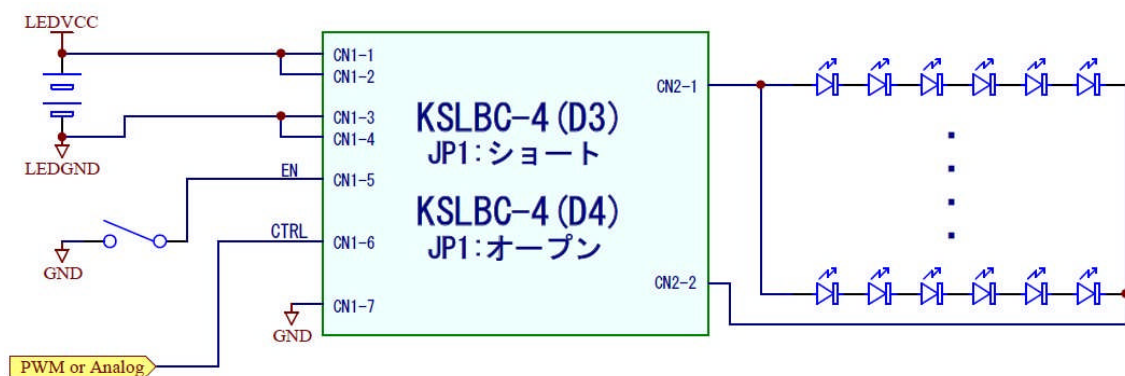 LEDVCC
CN1-1
CN1-2
CN1-3
CN1-4
LEDGND
EN
CN1-5
CTRL
CN1-6
GND
CN1-7
GND
PWM or Analog
KSLBC-4(D3)
JP1:ショート
KSLBC-4(D4)
JP1:オープン
CN2-1
CN2-2